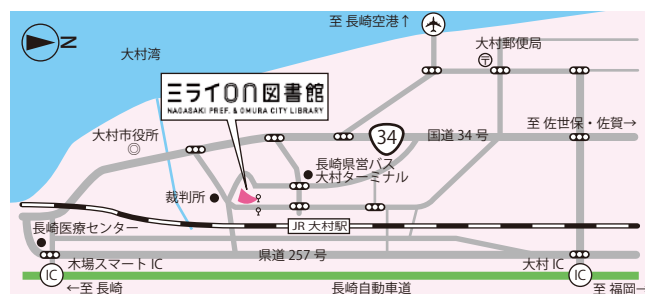 至 長崎空港↑
N
大村湾
大村郵便局
〒
ミライon図書館
NAGASAKI PREF. & OMURA CITY LIBRARY
至 佐世保・佐賀→
大村市役所
34
国道 34 号
長崎県営バス
大村ターミナル
裁判所
JR 大村駅
長崎医療センター
県道 257 号
木場スマート IC
大村 IC
IC
IC
←至 長崎
長崎自動車道
至 福岡→